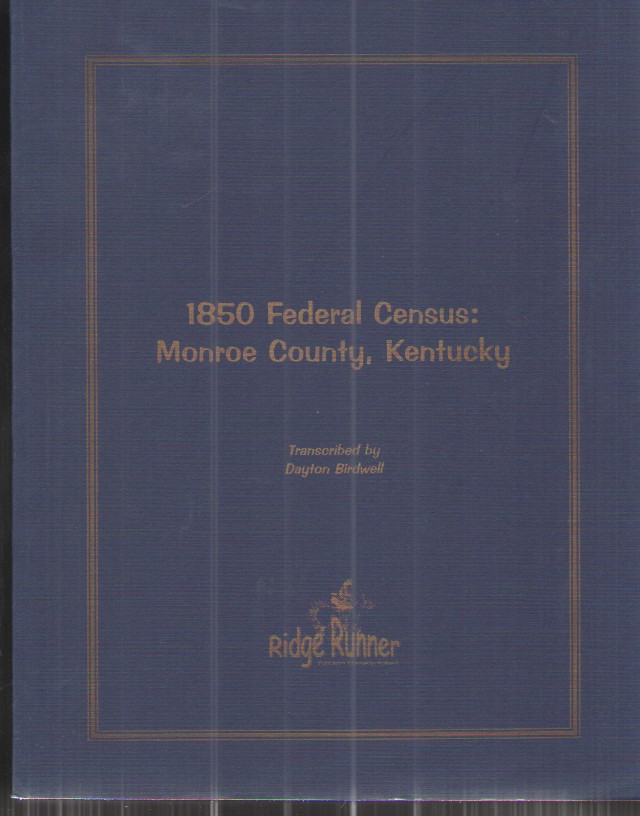 1850 Federal Census:
Monroe County, Kentucky
Transcribed by
Dayton Birdwell
Ridge Runner